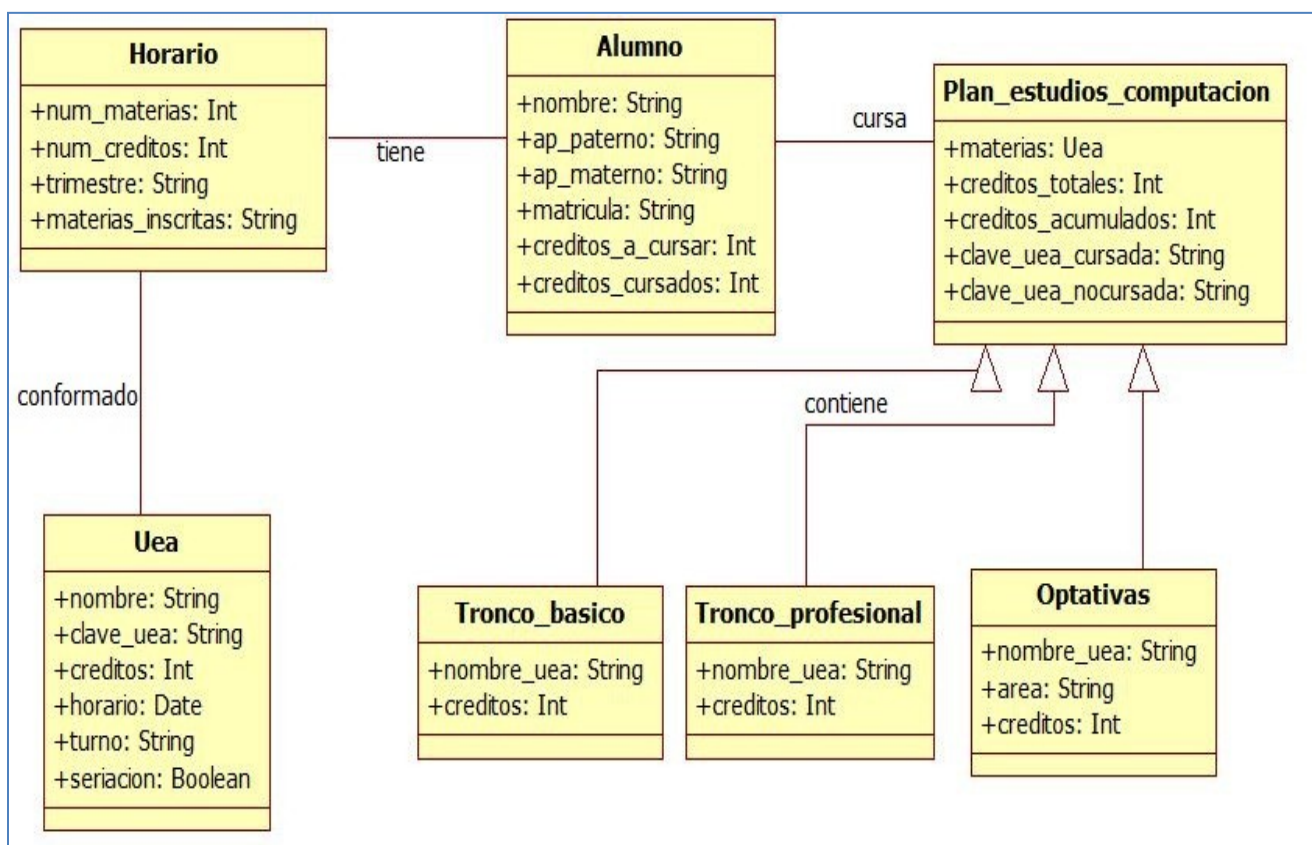 Horario
+num_materias: Int
+num_creditos: Int
+trimestre: String
+materias_inscritas: String
tiene
Alumno
+nombre: String
+ap_paterno: String
+ap_materno: String
+matricula: String
+creditos_a_cursar: Int
+creditos_cursados: Int
cursa
Plan_estudios_computacion
+materias: Uea
+creditos_totales: Int
+creditos_acumulados: Int
+clave_uea_cursada: String
+clave_uea_nocursada: String
conformado
contiene
Uea
+nombre: String
+clave_uea: String
+creditos: Int
+horario: Date
+turno: String
+seriacion: Boolean
Tronco_basico
+nombre_uea: String
+creditos: Int
Tronco_profesional
+nombre_uea: String
+creditos: Int
Optativas
+nombre_uea: String
+area: String
+creditos: Int